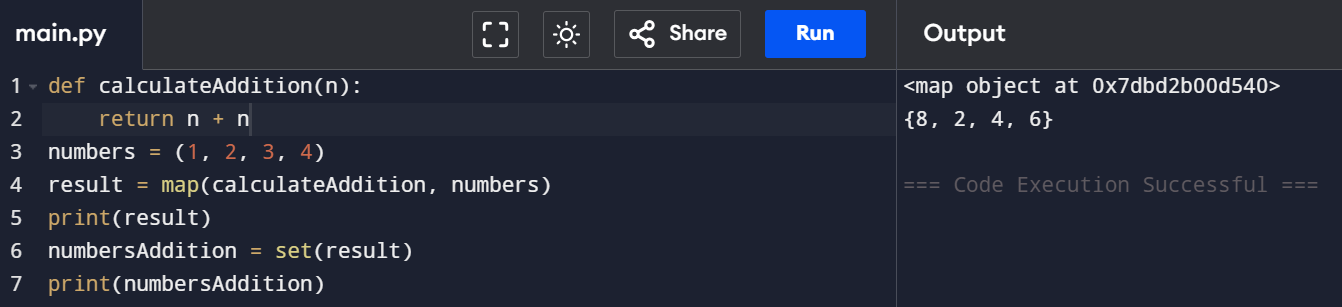 main.py
Share
Run
Output
1 def calculateAddition(n):
2     return n + n
3 numbers = (1, 2, 3, 4)
4 result = map(calculateAddition, numbers)
5 print(result)
6 numbersAddition = set(result)
7 print(numbersAddition)
<map object at 0x7dbd2b00d540>
{8, 2, 4, 6}
=== Code Execution Successful ===